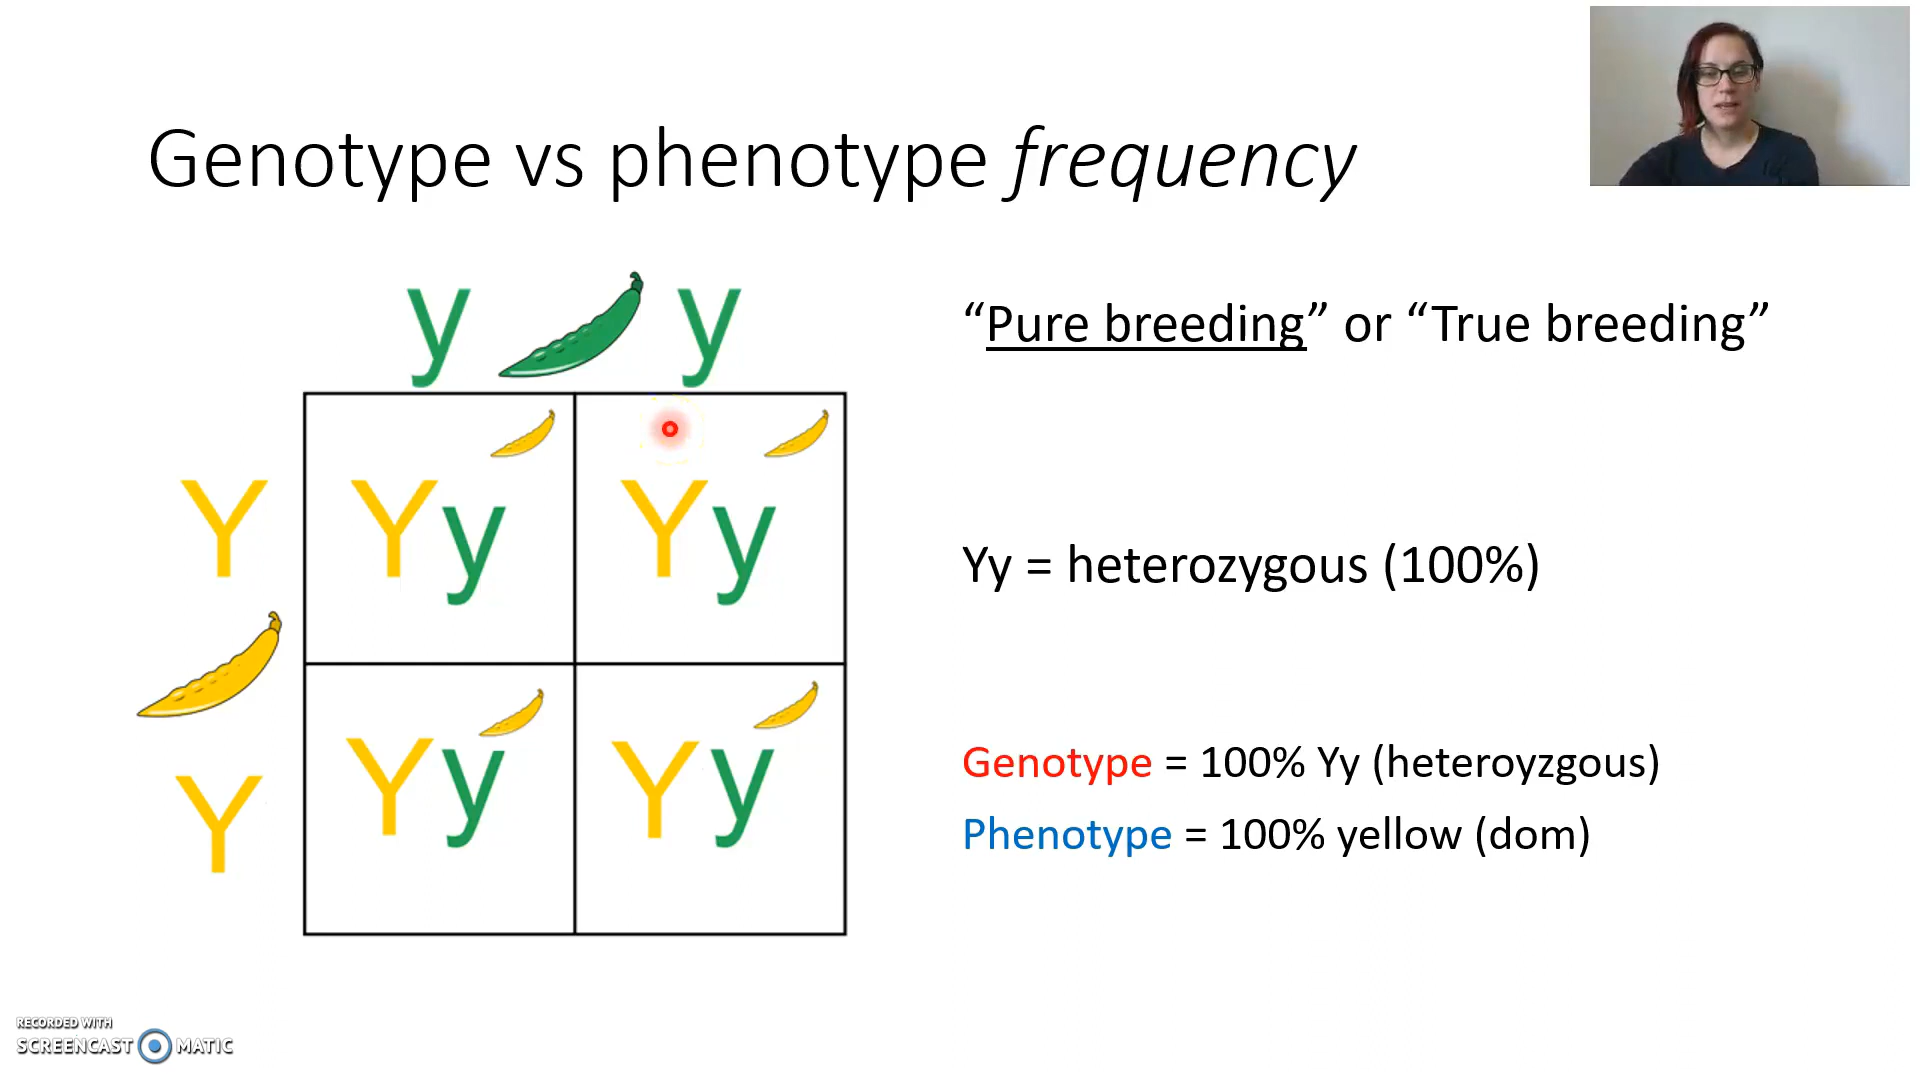 Genotype vs phenotype frequency
y y
"Pure breeding" or "True breeding"
Y Yy Yy
Yy = heterozygous (100%)
Y Yy Yy
Genotype = 100% Yy (heteroyzgous)
Phenotype = 100% yellow (dom)
RECORDED WITH
SCREENCAST MATIC